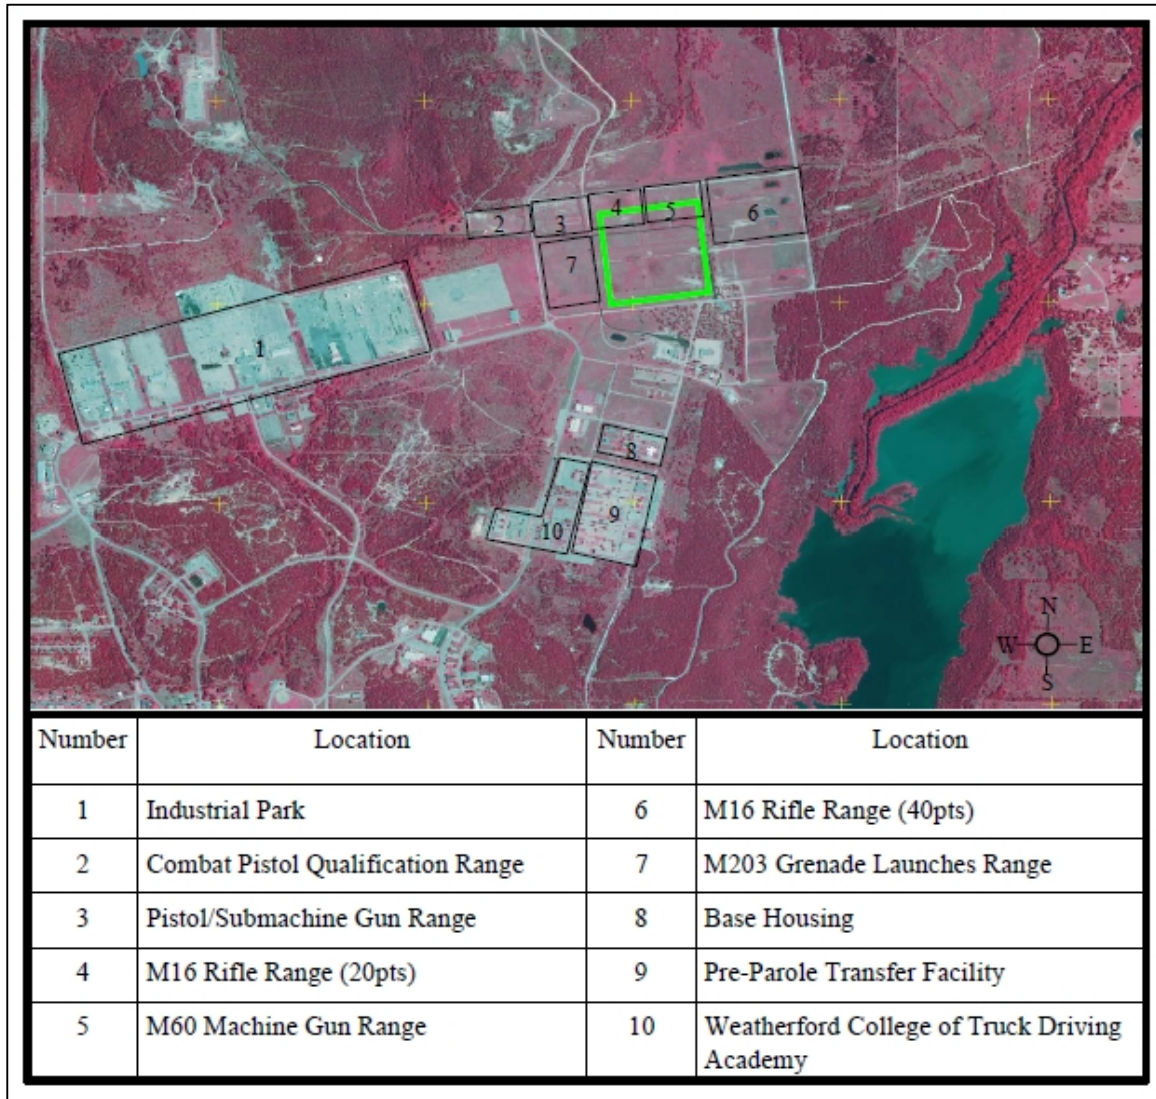 2
3
4
5
6
7
1
8
9
10
N
W E
S
Number Location Number Location
1 Industrial Park 6 M16 Rifle Range (40pts)
2 Combat Pistol Qualification Range 7 M203 Grenade Launches Range
3 Pistol/Submachine Gun Range 8 Base Housing
4 M16 Rifle Range (20pts) 9 Pre-Parole Transfer Facility
5 M60 Machine Gun Range 10 Weatherford College of Truck Driving
Academy